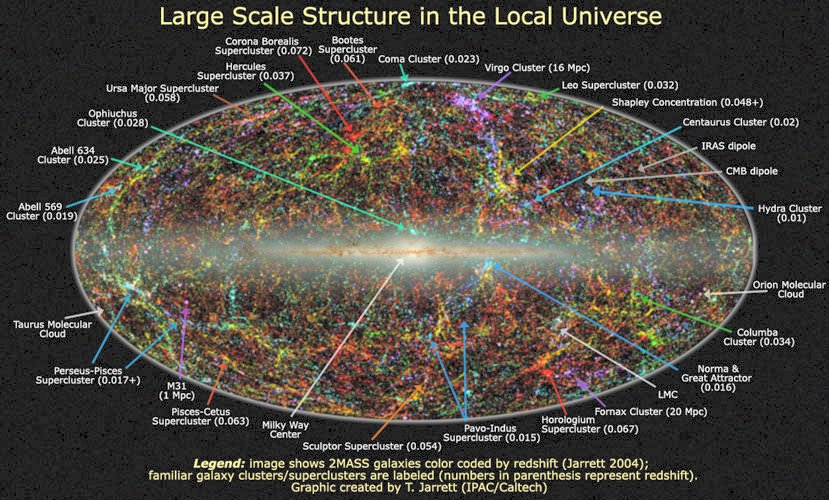 Large Scale Structure in the Local Universe
Corona Borealis
Supercluster (0.072)
Bootes
Supercluster
(0.061)
Coma Cluster (0.023)
Virgo Cluster (16 Mpc)
Hercules
Supercluster (0.037)
Leo Supercluster (0.032)
Ursa Major Supercluster
(0.058)
Shapley Concentration (0.048+)
Ophiuchus
Cluster (0.028)
Centaurus Cluster (0.02)
Abell 634
Cluster (0.025)
IRAS dipole
CMB dipole
Abell 569
Cluster (0.019)
Hydra Cluster
(0.01)
Orion Molecular
Cloud
Taurus Molecular
Cloud
Columba
Cluster (0.034)
Perseus-Pisces
Supercluster (0.017+)
Norma &
Great Attractor
(0.016)
M31
(1 Mpc)
LMC
Pisces-Cetus
Supercluster (0.063)
Milky Way
Center
Sculptor Supercluster (0.054)
Pavo-Indus
Supercluster (0.015)
Horologium
Supercluster (0.067)
Fornax Cluster (20 Mpc)
Legend: image shows 2MASS galaxies color coded by redshift (Jarrett 2004);
familiar galaxy clusters/superclusters are labeled (numbers in parenthesis represent redshift).
Graphic created by T. Jarrett (IPAC/Caltech)